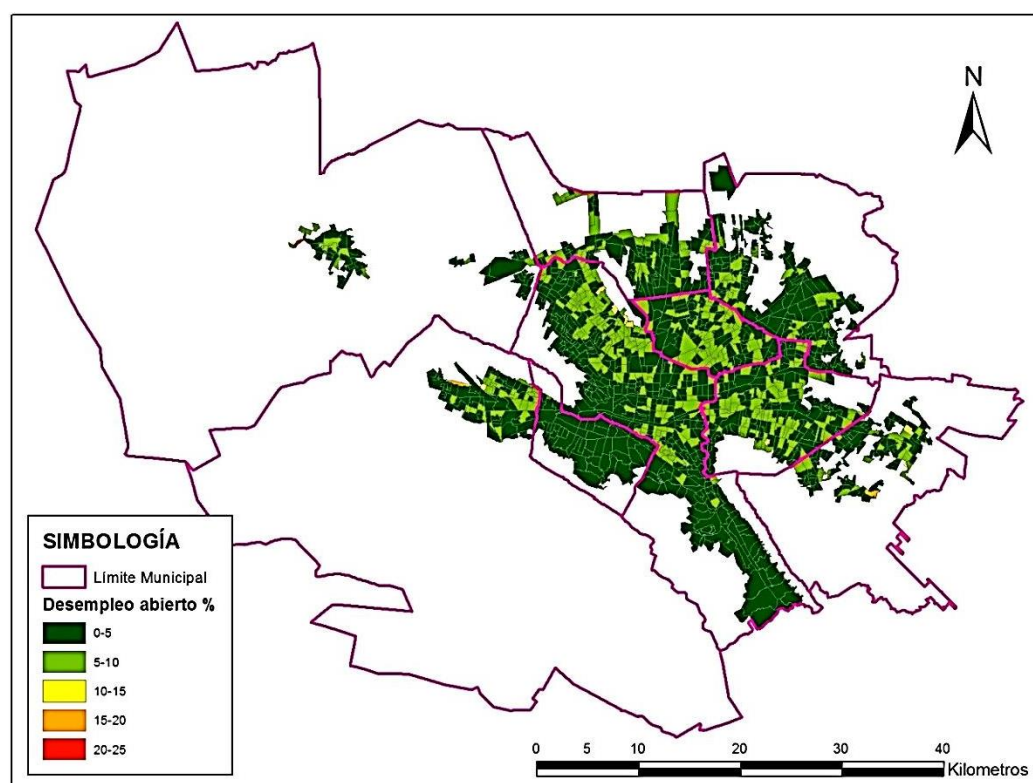 N
SIMBOLOGÍA
Límite Municipal
Desempleo abierto %
0-5
5-10
10-15
15-20
20-25
0 5 10 20 30 40
Kilometros